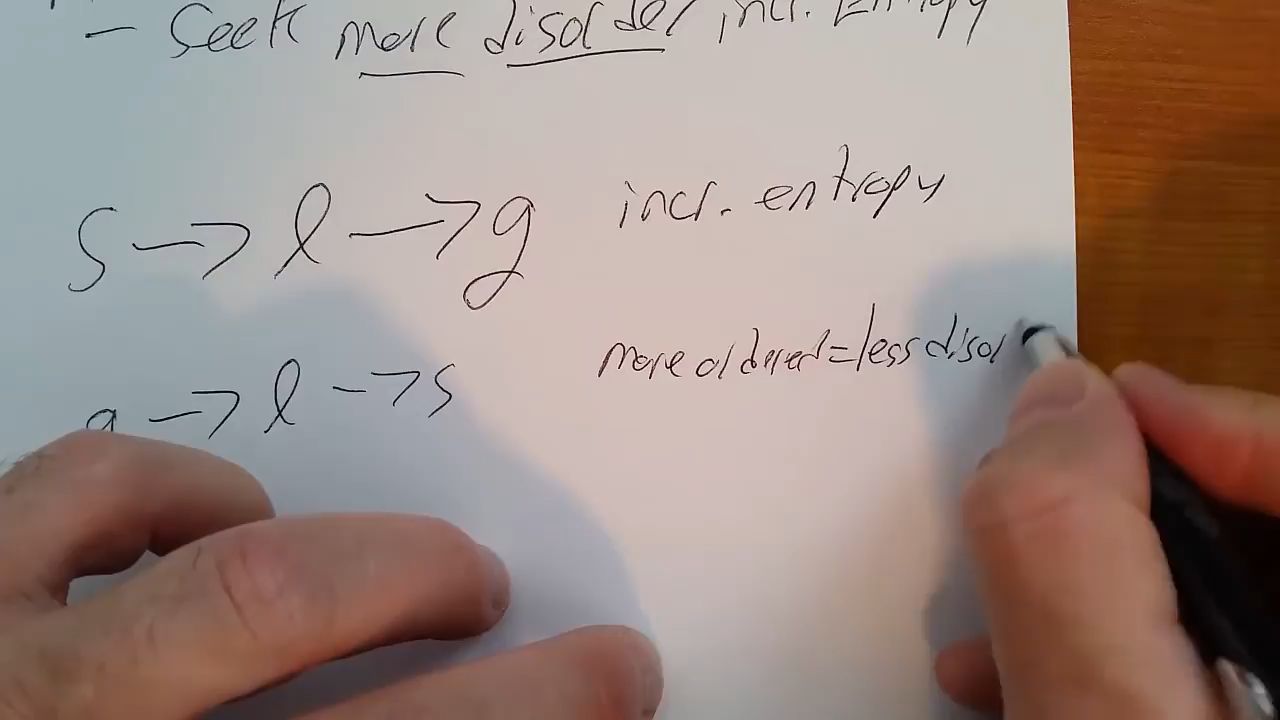 - Seek more disorder incr. Entropy
s → l → g incr. entropy
g → l → s more ordered = less disor